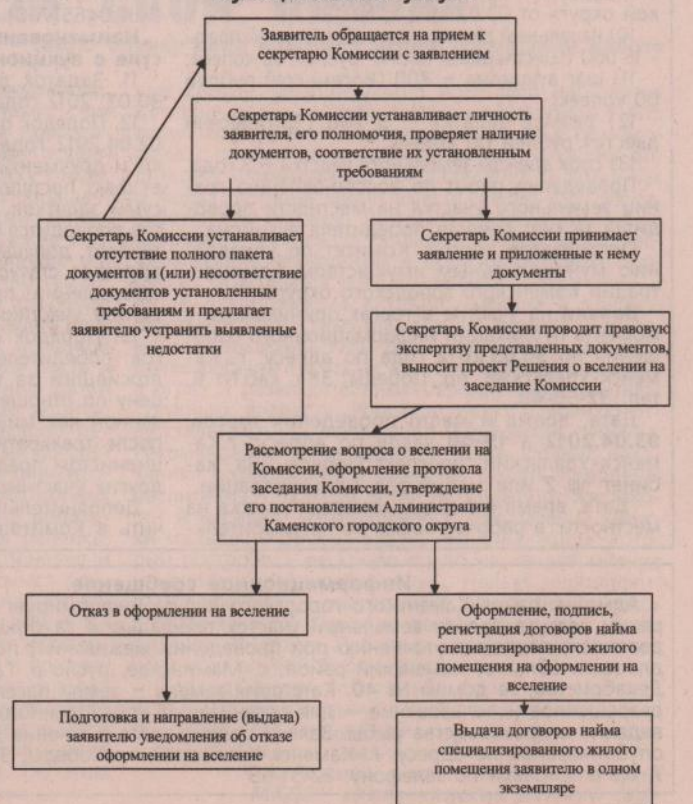 Заявитель обращается на прием к
секретарю Комиссии с заявлением
Секретарь Комиссии устанавливает личность
заявителя, его полномочия, проверяет наличие
документов, соответствие их установленным
требованиям
Секретарь Комиссии устанавливает
отсутствие полного пакета
документов и (или) несоответствие
документов установленным
требованиям и предлагает
заявителю устранить выявленные
недостатки
Секретарь Комиссии принимает
заявление и приложенные к нему
документы
Секретарь Комиссии проводит правовую
экспертизу представленных документов,
выносит проект Решения о вселении на
заседание Комиссии
Рассмотрение вопроса о вселении на
Комиссии, оформление протокола
заседания Комиссии, утверждение
его постановлением Администрации
Каменского городского округа
Отказ в оформлении на вселение
Подготовка и направление (выдача)
заявителю уведомления об отказе
оформлении на вселение
Оформление, подпись,
регистрация договоров найма
специализированного жилого
помещения на оформлении на
вселение
Выдача договоров найма
специализированного жилого
помещения заявителю в одном
экземпляре